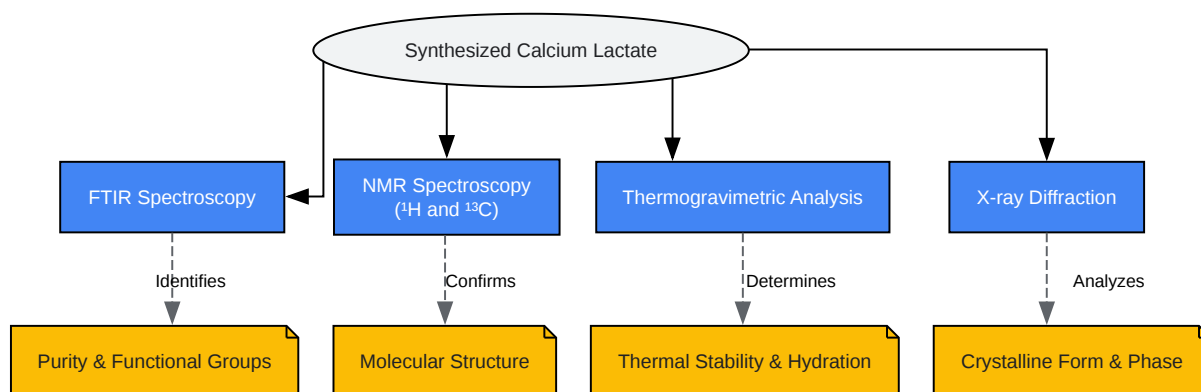 Synthesized Calcium Lactate
FTIR Spectroscopy
NMR Spectroscopy
(¹H and ¹³C)
Thermogravimetric Analysis
X-ray Diffraction
Identifies
Confirms
Determines
Analyzes
Purity & Functional Groups
Molecular Structure
Thermal Stability & Hydration
Crystalline Form & Phase